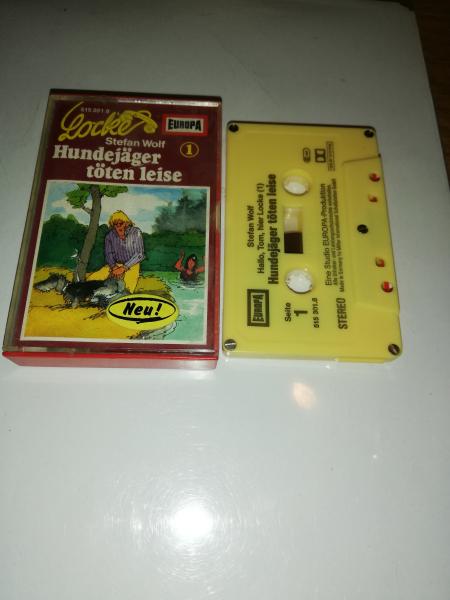 515 301.8
Locke
EUROPA
Stefan Wolf
Hundejäger
töten leise
1
Neu!
Stefan Wolf
Hallo, Tom, hier Locke (1)
Hundejäger töten leise
EUROPA
Seite
1
515 301.8
Eine Studio EUROPA-Produktion
STEREO